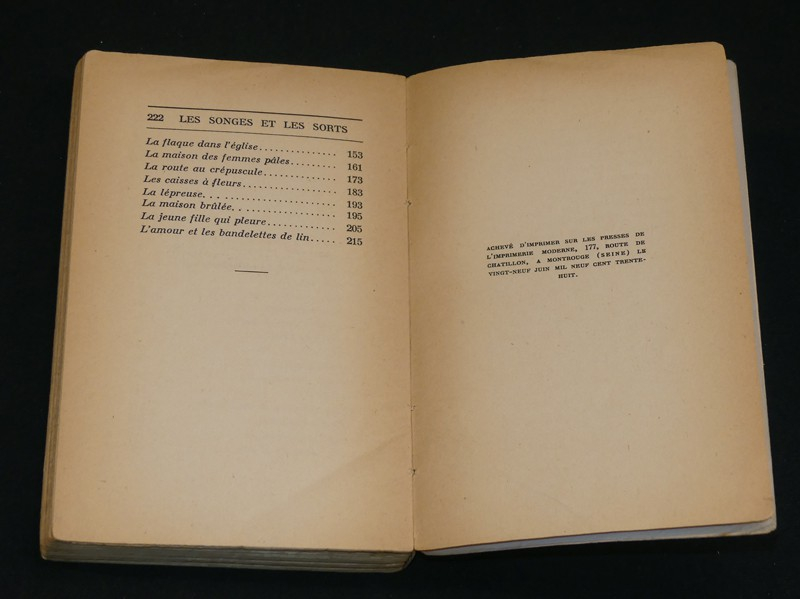 222 LES SONGES ET LES SORTS
La flaque dans l'église.............. 153
La maison des femmes pâles......... 161
La route au crépuscule.............. 173
Les caisses à fleurs.................. 183
La lépreuse. . ..................... 193
La maison brûlée. . ................. 195
La jeune fille qui pleure............. 205
L'amour et les bandelettes de lin...... 215
ACHEVÉ D'IMPRIMER SUR LES PRESSES DE
L'IMPRIMERIE MODERNE, 177, ROUTE DE
CHATILLON, A MONTROUGE (SEINE) LE
VINGT-NEUF JUIN MIL NEUF CENT TRENTE-
HUIT.